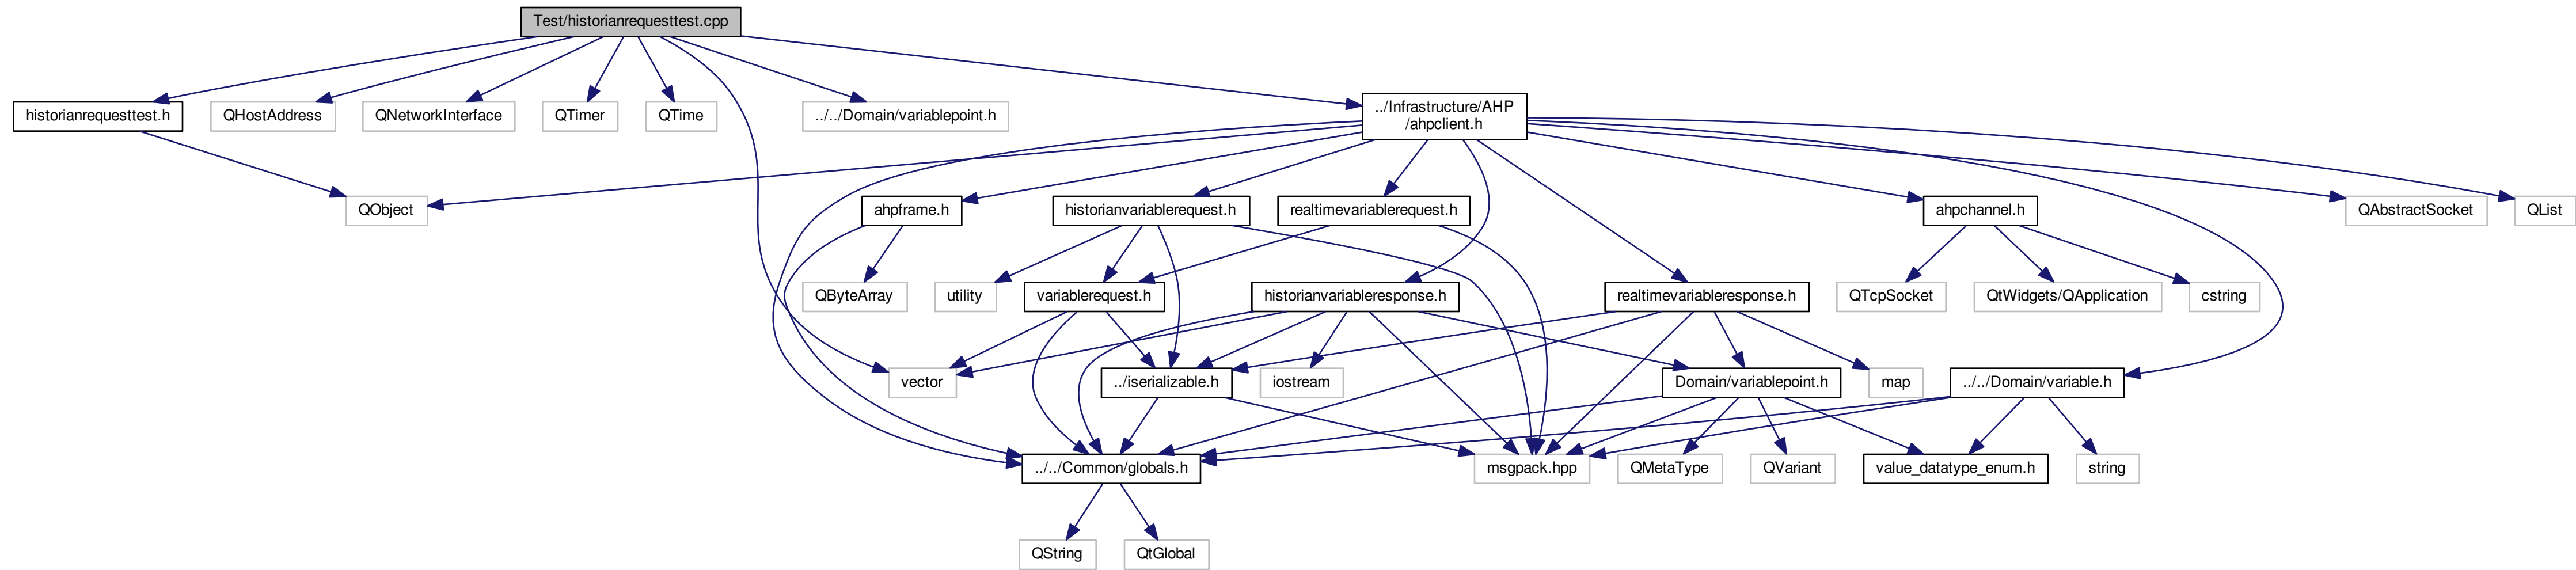 Test/historianrequesttest.cpp
historianrequesttest.h
QHostAddress
QNetworkInterface
QTimer
QTime
../../Domain/variablepoint.h
../Infrastructure/AHP
/ahpclient.h
QObject
ahpframe.h
historianvariablerequest.h
realtimevariablerequest.h
ahpchannel.h
QAbstractSocket
QList
QByteArray
utility
variablerequest.h
historianvariableresponse.h
realtimevariableresponse.h
QTcpSocket
QtWidgets/QApplication
cstring
vector
../iserializable.h
iostream
Domain/variablepoint.h
map
../../Domain/variable.h
../../Common/globals.h
msgpack.hpp
QMetaType
QVariant
value_datatype_enum.h
string
QString
QtGlobal